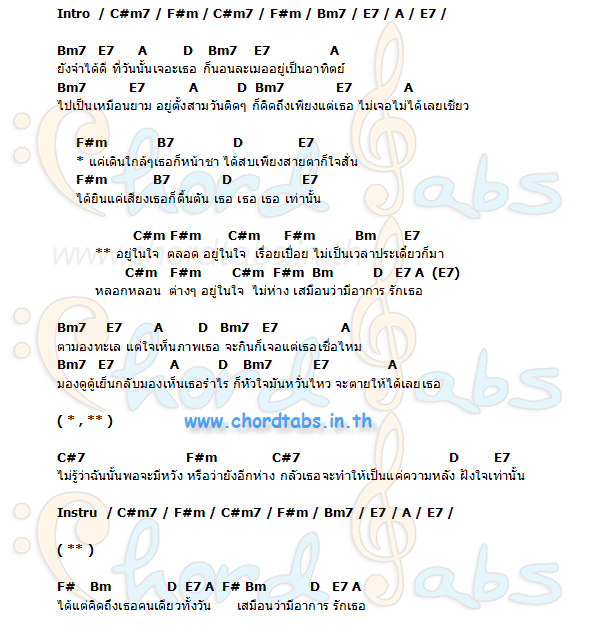 Intro / C#m7 / F#m / C#m7 / F#m / Bm7 / E7 / A / E7 /
Bm7 E7 A D Bm7 E7 A
ยังจำได้ดี ที่วันนั้นเจอะเธอ ก็นอนละเมออยู่เป็นอาทิตย์
Bm7 E7 A D Bm7 E7 A
ไปเป็นเหมือนยาม อยู่ตั้งสามวันติดๆ ก็คิดถึงเพียงแต่เธอ ไม่เจอไม่ได้เลยเชียว
F#m B7 D E7
* แค่เดินใกล้ๆเธอก็หน้าชา ได้สบเพียงสายตาก็ใจสั่น
F#m B7 D E7
ได้ยินแค่เสียงเธอก็ตื้นตัน เธอ เธอ เธอ เท่านั้น
C#m F#m C#m F#m Bm E7
** อยู่ในใจ ตลอด อยู่ในใจ เรื่อยเปื่อย ไม่เป็นเวลาประเดี๋ยวก็มา
C#m F#m C#m F#m Bm D E7 A (E7)
หลอกหลอน ต่างๆ อยู่ในใจ ไม่ห่าง เสมือนว่ามีอาการ รักเธอ
Bm7 E7 A D Bm7 E7 A
ตามองทะเล แต่ใจเห็นภาพเธอ จะกินก็เจอแต่เธอเชื่อไหม
Bm7 E7 A D Bm7 E7 A
มองดูตู้เย็นกลับมองเห็นเธอรำไร ก็หัวใจมันหวั่นไหว จะตายให้ได้เลยเธอ
( * , ** )
www.chordtabs.in.th
C#7 F#m C#7 D E7
ไม่รู้ว่าฉันนั้นพอจะมีหวัง หรือว่ายังอีกห่าง กลัวเธอจะทำให้เป็นแค่ความหลัง ฝังใจเท่านั้น
Instru / C#m7 / F#m / C#m7 / F#m / Bm7 / E7 / A / E7 /
( ** )
F# Bm D E7 A F# Bm D E7 A
ได้แต่คิดถึงเธอคนเดียวทั้งวัน เสมือนว่ามีอาการ รักเธอ